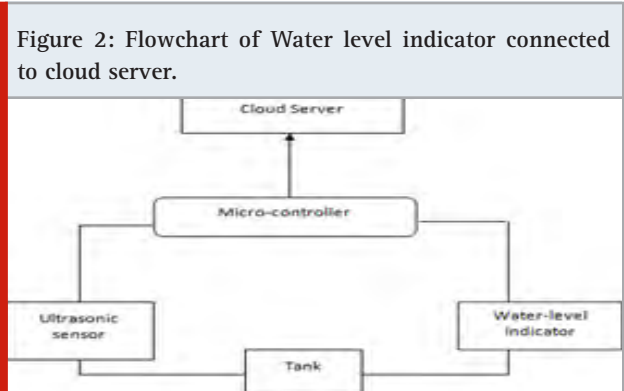 Figure 2: Flowchart of Water level indicator connected
to cloud server.
Cloud Server
Micro-controller
Ultrasonic
sensor
Water-level
Indicator
Tank